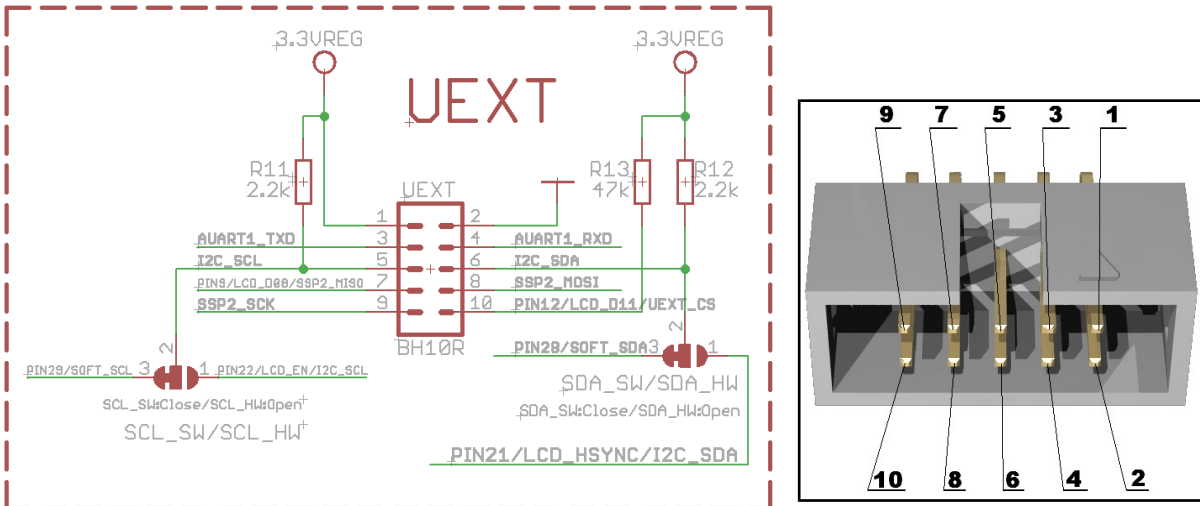 3.3VREG
3.3VREG
UEXT
R11
2.2k
R13
47k
R12
2.2k
UEXT
1
2
AUART1_TXD
3
4
AUART1_RXD
I2C_SCL
5
6
I2C_SDA
PIN9/LCD_D08/SSP2_MISO
7
8
SSP2_MOSI
SSP2_SCK
9
10
PIN12/LCD_D11/UEXT_CS
BH10R
2
PIN29/SOFT_SCL
3
1
PIN22/LCD_EN/I2C_SCL
SCL_SW:Close/SCL_HW:Open
SCL_SW/SCL_HW
2
PIN28/SOFT_SDA
3
1
SDA_SW/SDA_HW
SDA_SW:Close/SDA_HW:Open
PIN21/LCD_HSYNC/I2C_SDA
9 7 5 3 1
10 8 6 4 2